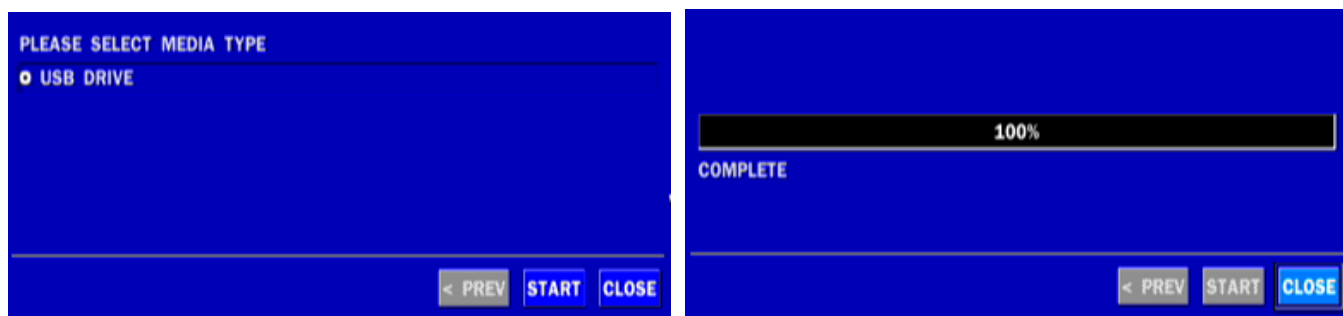 PLEASE SELECT MEDIA TYPE
USB DRIVE
< PREV START CLOSE
100%
COMPLETE
< PREV START CLOSE